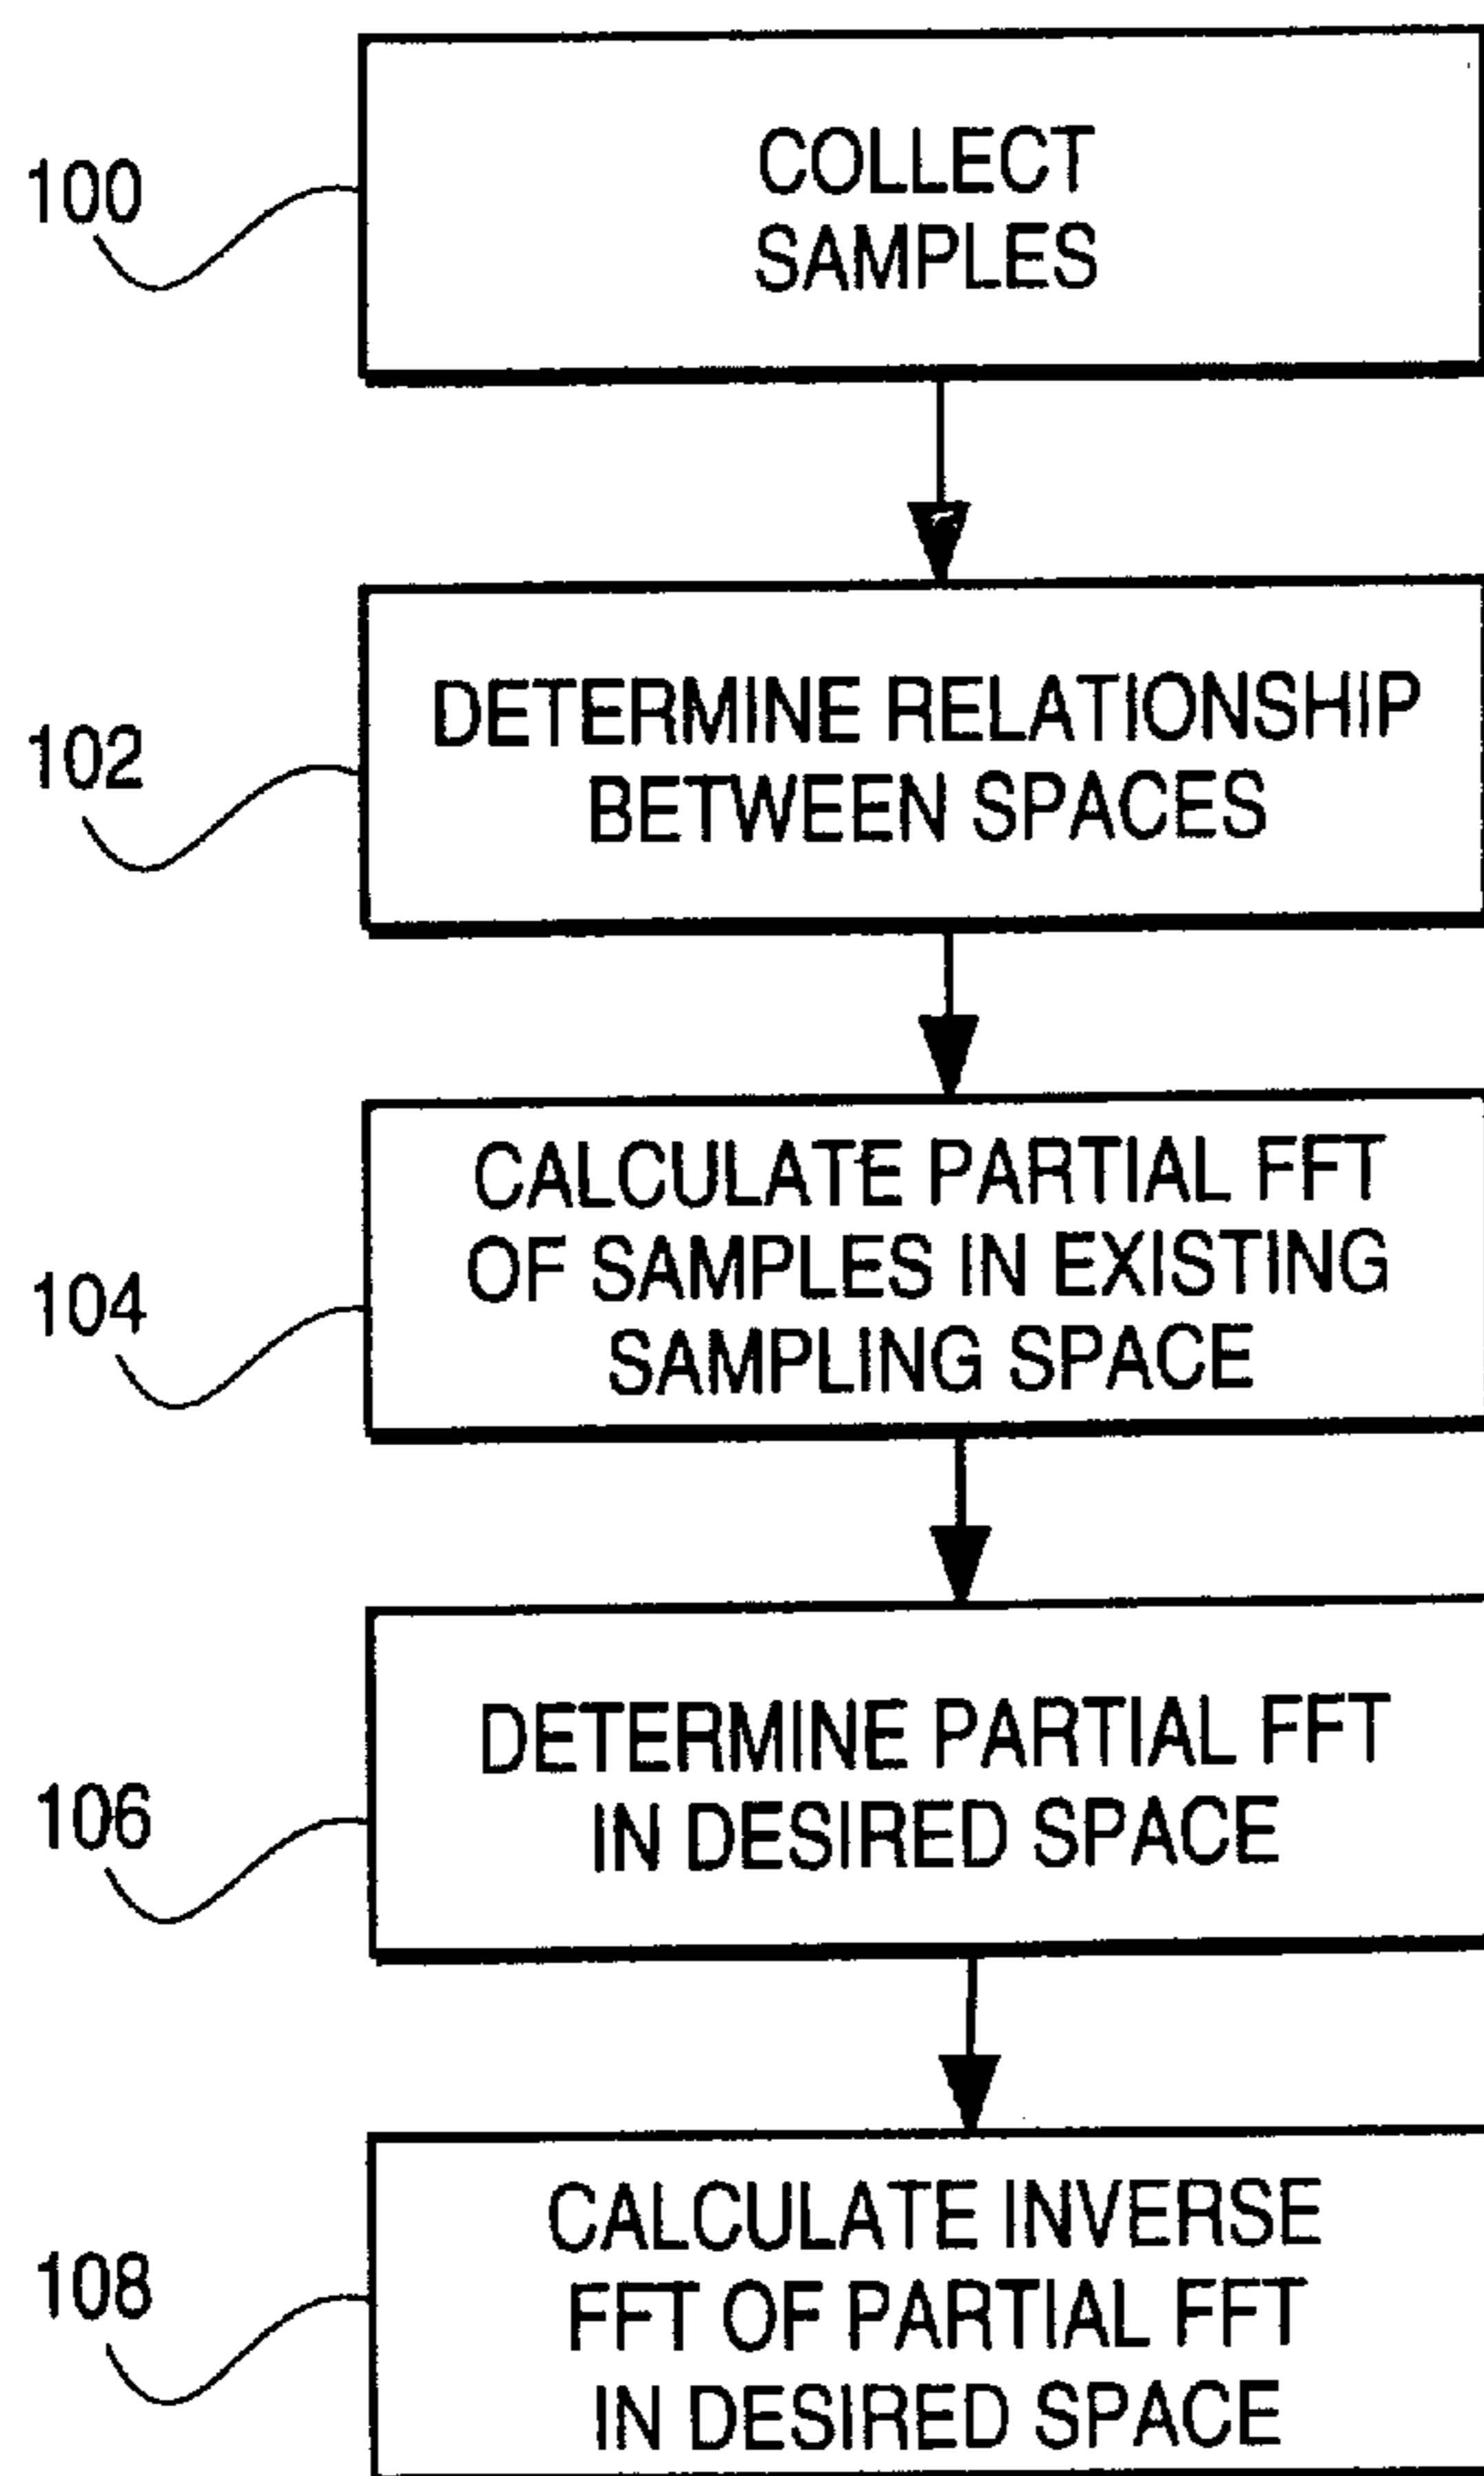 100
COLLECT
SAMPLES
102
DETERMINE RELATIONSHIP
BETWEEN SPACES
104
CALCULATE PARTIAL FFT
OF SAMPLES IN EXISTING
SAMPLING SPACE
106
DETERMINE PARTIAL FFT
IN DESIRED SPACE
108
CALCULATE INVERSE
FFT OF PARTIAL FFT
IN DESIRED SPACE